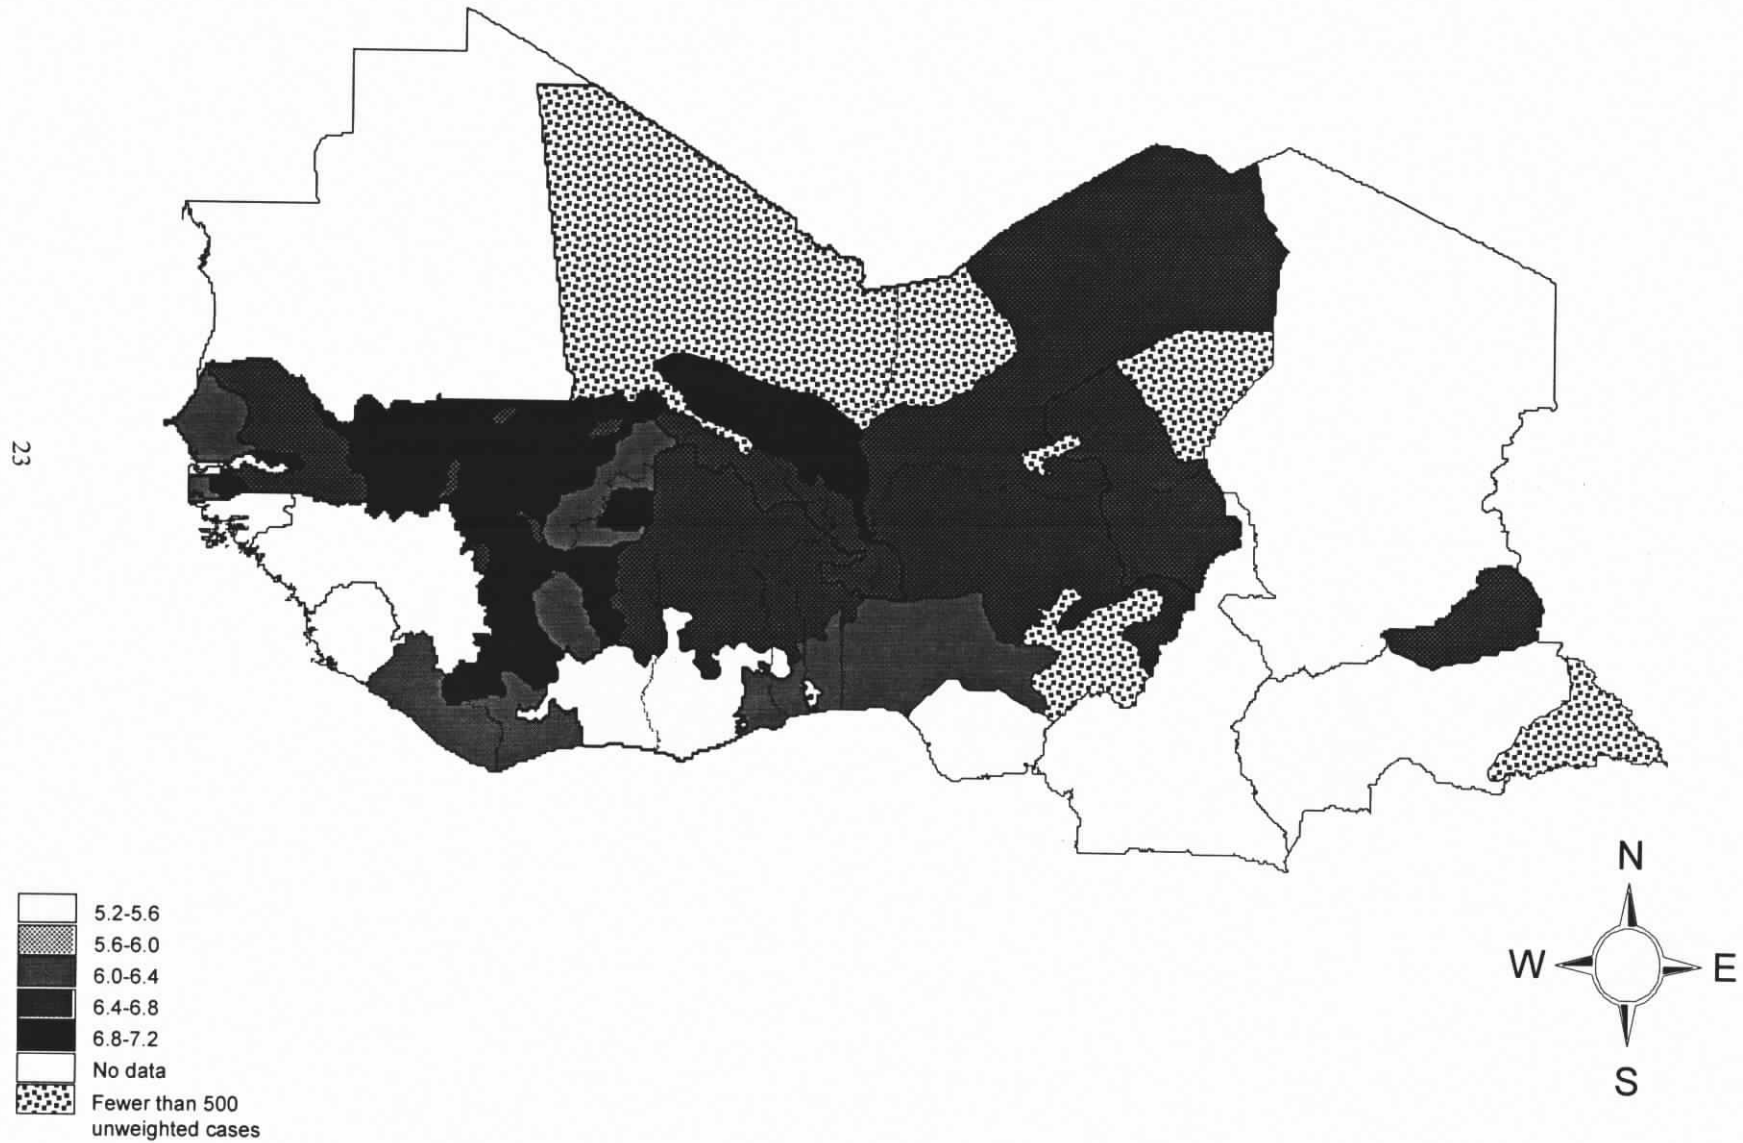 23
5.2-5.6
5.6-6.0
6.0-6.4
6.4-6.8
6.8-7.2
No data
Fewer than 500
unweighted cases
N
W E
S